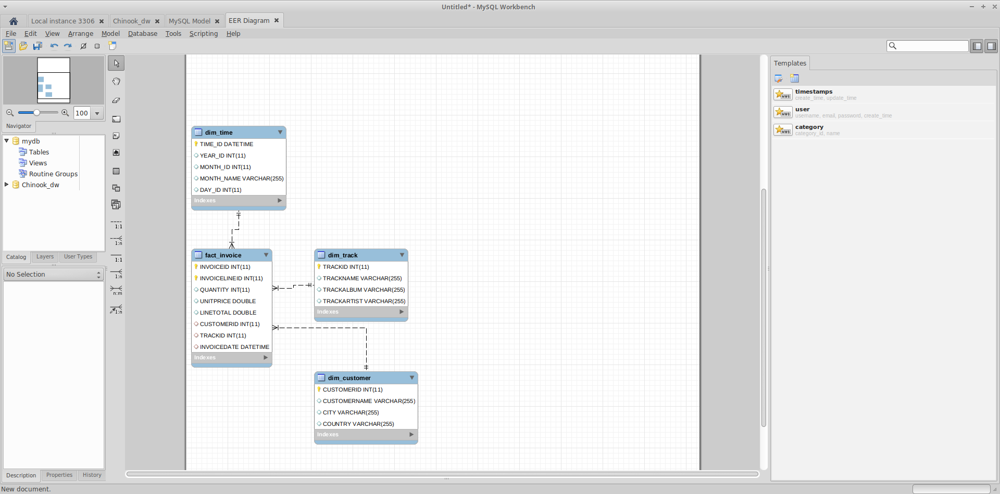 Untitled* - MySQL Workbench
Local instance 3306
Chinook_dw
MySQL Model
EER Diagram
File Edit View Arrange Model Database Tools Scripting Help
100
Navigator
mydb
Tables
Views
Routine Groups
Chinook_dw
Catalog Layers User Types
No Selection
Description Properties History
New document.
1:1
1:n
1:1
1:n
n:m
1:n
dim_time
TIME_ID DATETIME
YEAR_ID INT(11)
MONTH_ID INT(11)
MONTH_NAME VARCHAR(255)
DAY_ID INT(11)
Indexes
fact_invoice
INVOICEID INT(11)
INVOICELINEID INT(11)
QUANTITY INT(11)
UNITPRICE DOUBLE
LINETOTAL DOUBLE
CUSTOMERID INT(11)
TRACKID INT(11)
INVOICEDATE DATETIME
Indexes
dim_track
TRACKID INT(11)
TRACKNAME VARCHAR(255)
TRACKALBUM VARCHAR(255)
TRACKARTIST VARCHAR(255)
Indexes
dim_customer
CUSTOMERID INT(11)
CUSTOMERNAME VARCHAR(255)
CITY VARCHAR(255)
COUNTRY VARCHAR(255)
Indexes
Templates
MWB
timestamps
create_time, update_time
MWB
user
username, email, password, create_time
MWB
category
category_id, name